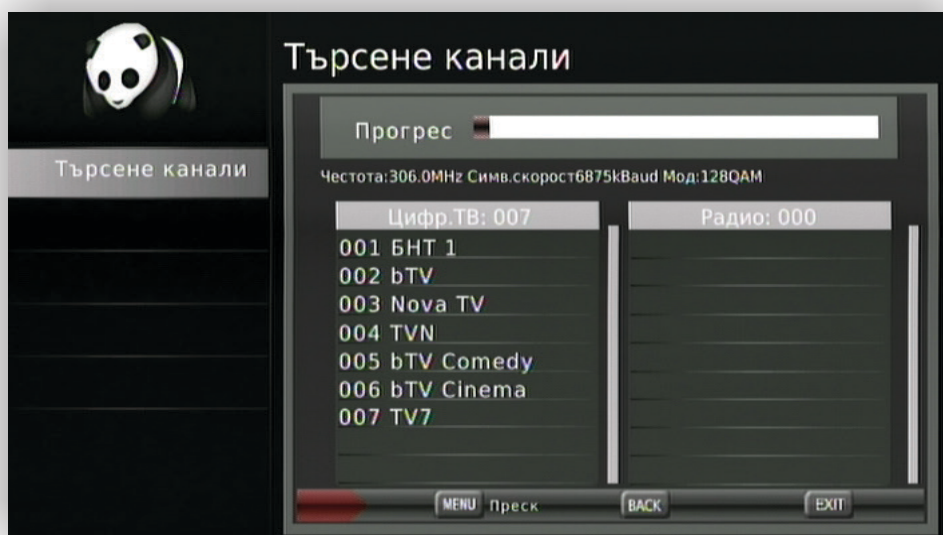 Търсене канали
Търсене канали
Прогрес
Честота:306.0MHz Симв.скорост6875kBaud Мод:128QAM
Цифр.ТВ: 007
Радио: 000
001 БНТ 1
002 bTV
003 Nova TV
004 TVN
005 bTV Comedy
006 bTV Cinema
007 TV7
MENU Преск
BACK
EXIT